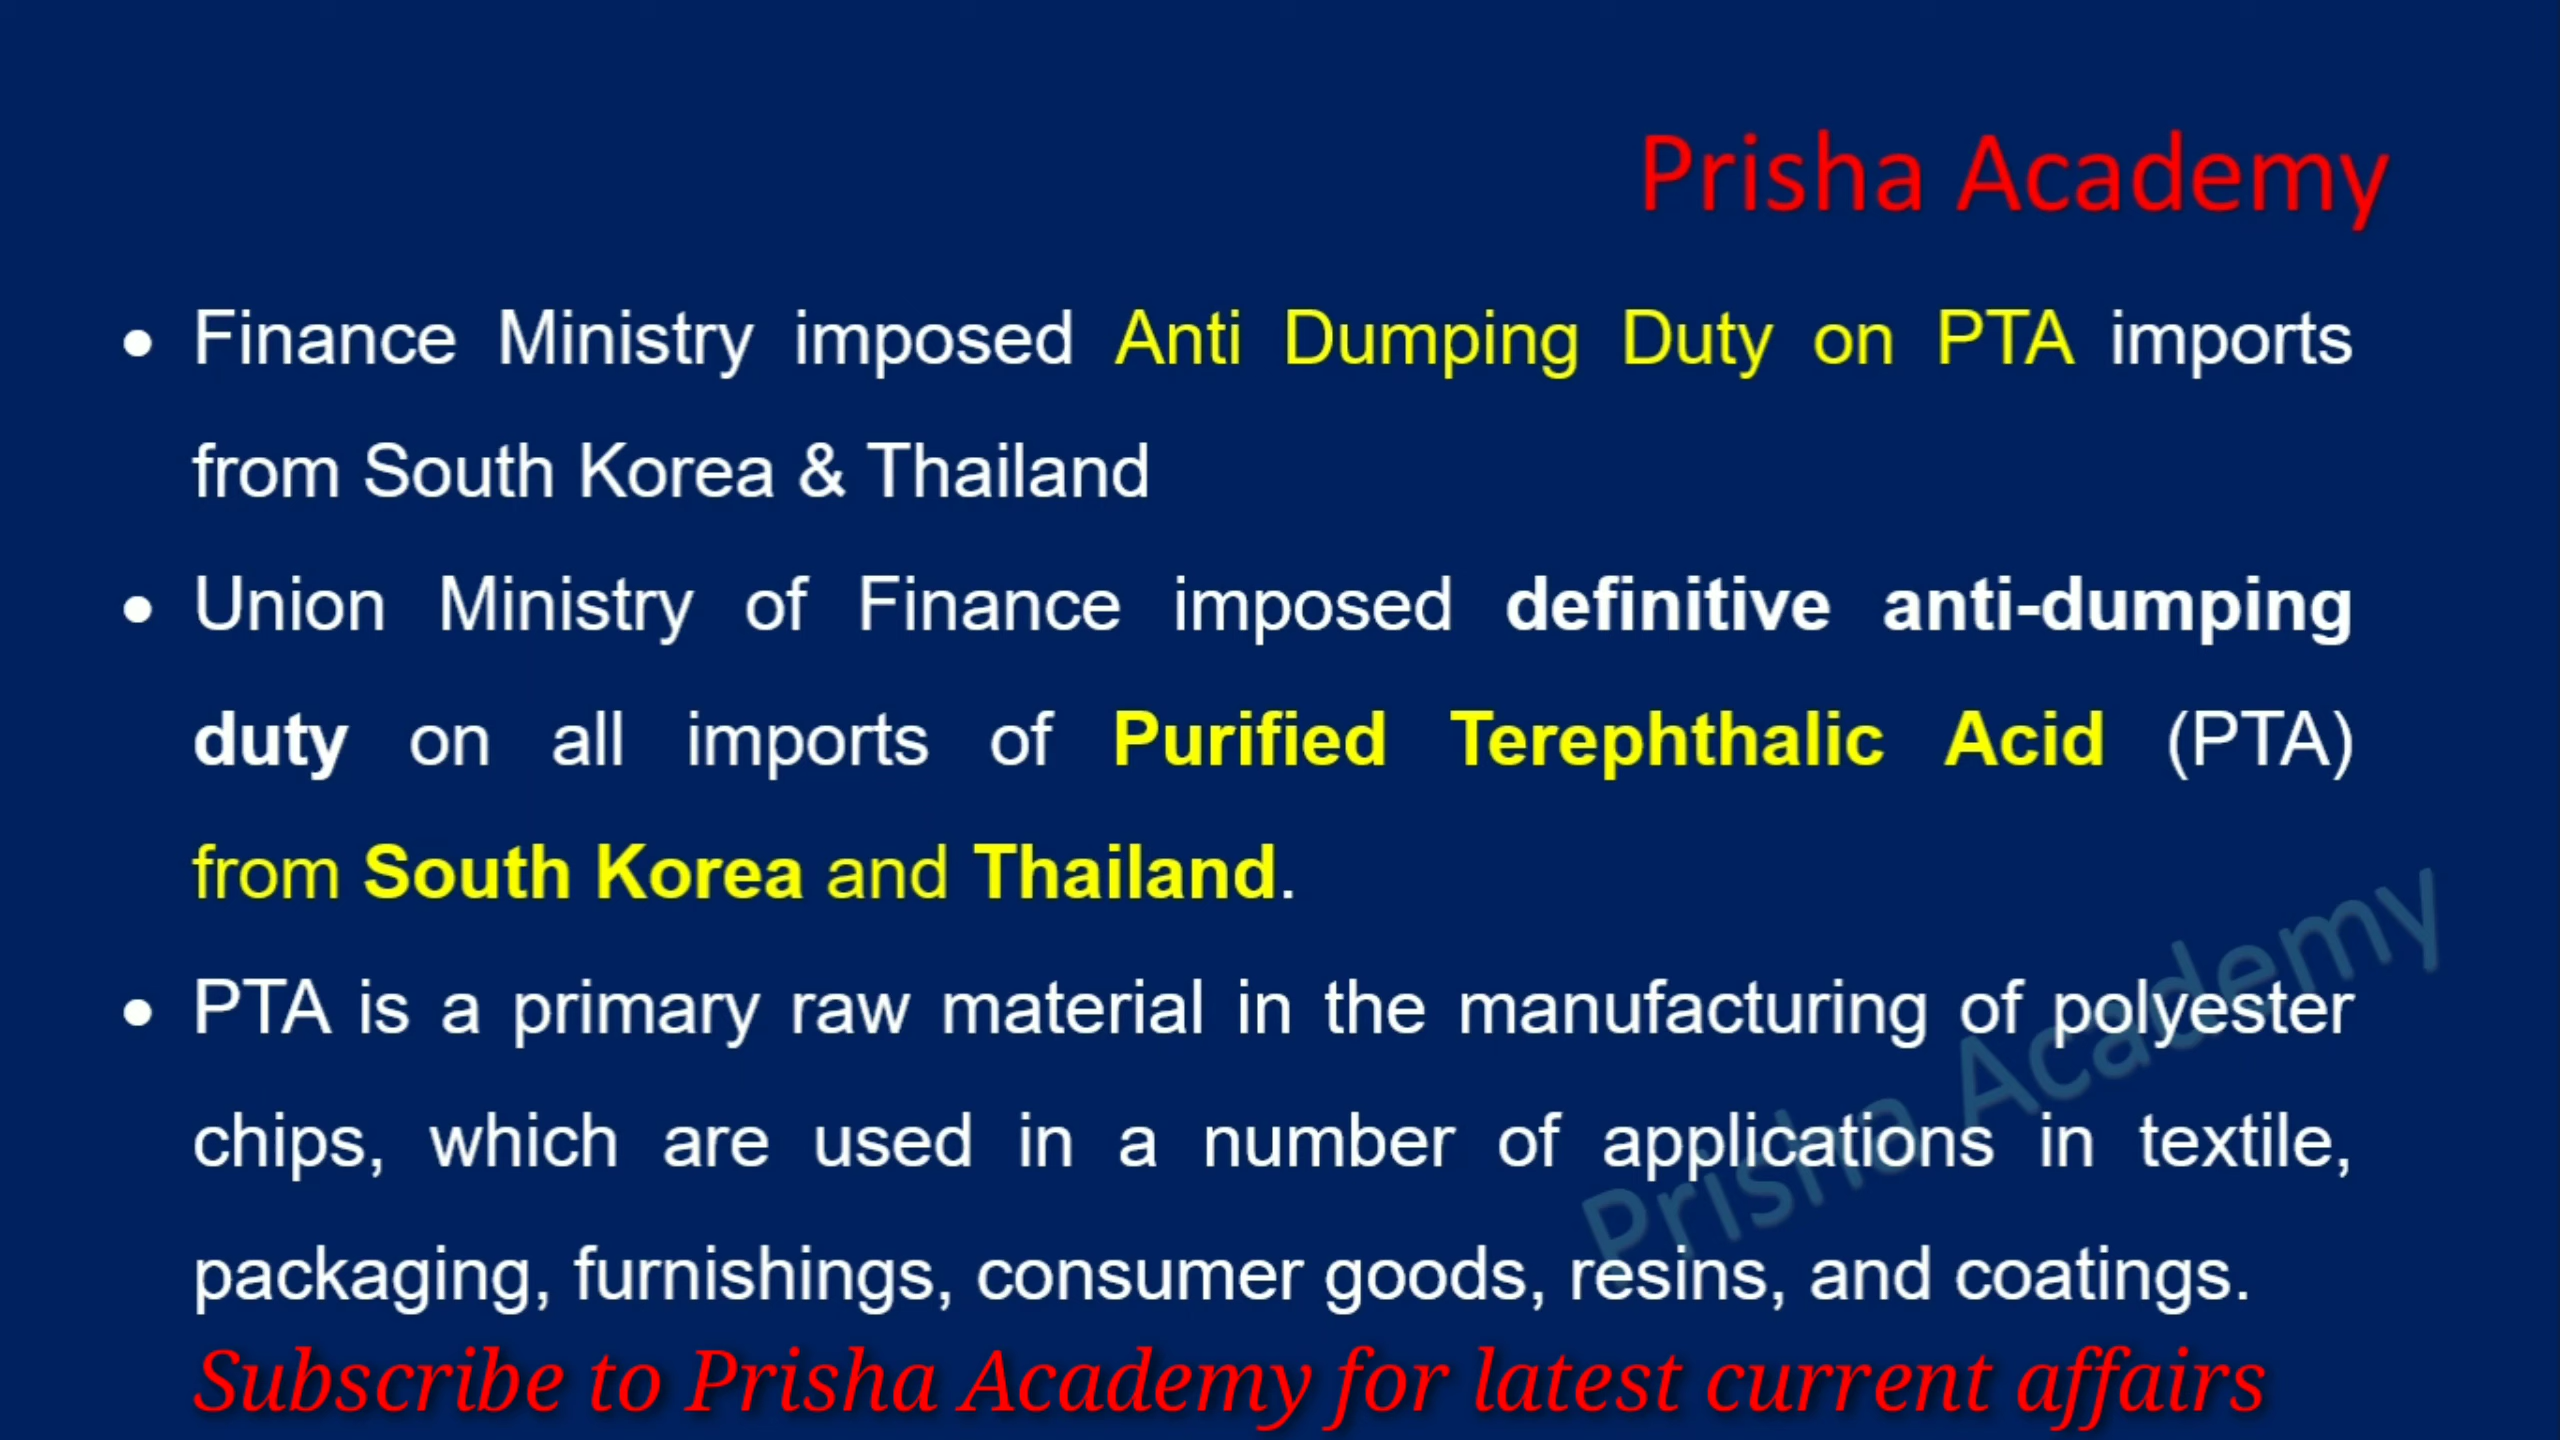 Prisha Academy
• Finance Ministry imposed Anti Dumping Duty on PTA imports
from South Korea & Thailand
• Union Ministry of Finance imposed definitive anti-dumping
duty on all imports of Purified Terephthalic Acid (PTA)
from South Korea and Thailand.
• PTA is a primary raw material in the manufacturing of polyester
chips, which are used in a number of applications in textile,
packaging, furnishings, consumer goods, resins, and coatings.
Prisha Academy
Subscribe to Prisha Academy for latest current affairs